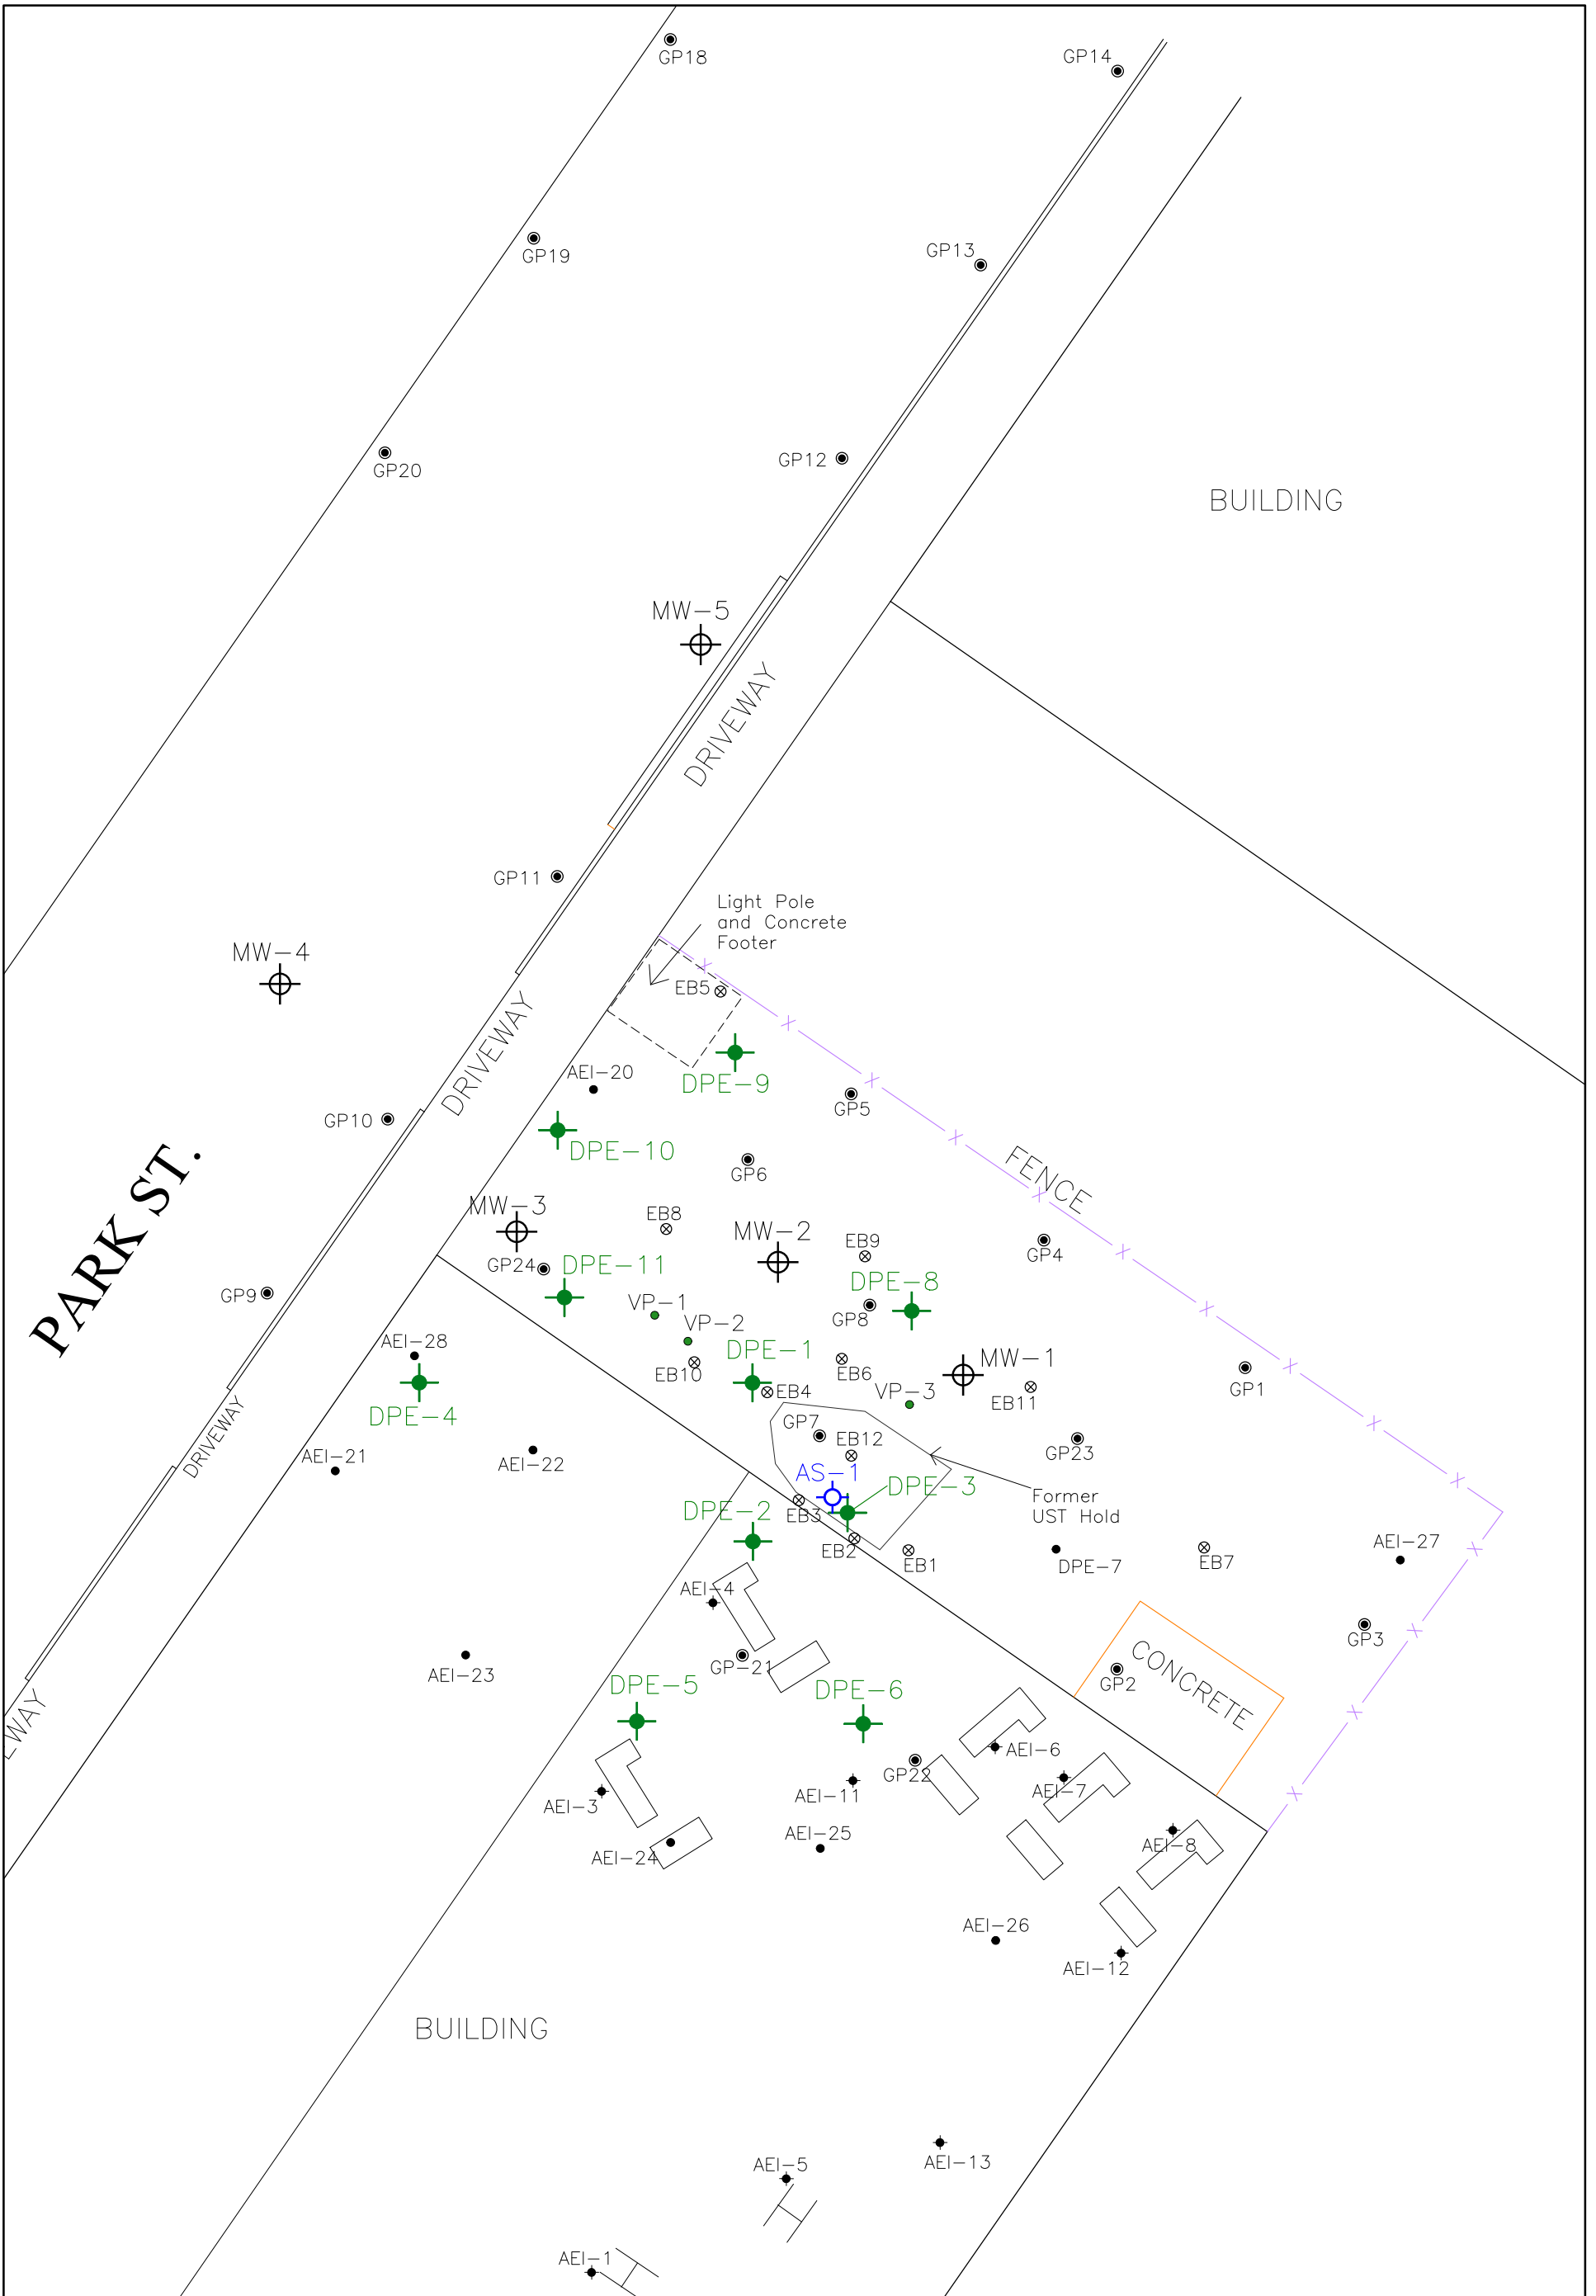 GP18
GP14
GP19
GP13
GP20
GP12
BUILDING
MW-5
DRIVEWAY
GP11
Light Pole
and Concrete
Footer
MW-4
EB5
DRIVEWAY
AEI-20
DPE-9
GP5
GP10
DPE-10
GP6
FENCE
PARK ST.
MW-3
EB8
MW-2
EB9
GP4
GP24
DPE-11
DPE-8
GP9
VP-1
GP8
VP-2
AEI-28
DPE-1
MW-1
EB10
EB6
GP1
DPE-4
EB4
VP-3
EB11
DRIVEWAY
GP7
EB12
GP23
AEI-21
AEI-22
AS-1
DPE-3
Former
UST Hold
DPE-2
EB3
EB2
EB1
DPE-7
EB7
AEI-27
AEI-4
GP3
AEI-23
GP-21
CONCRETE
GP2
DPE-5
DPE-6
EWAY
AEI-6
GP22
AEI-7
AEI-3
AEI-11
AEI-25
AEI-8
AEI-24
AEI-26
AEI-12
BUILDING
AEI-13
AEI-5
AEI-1